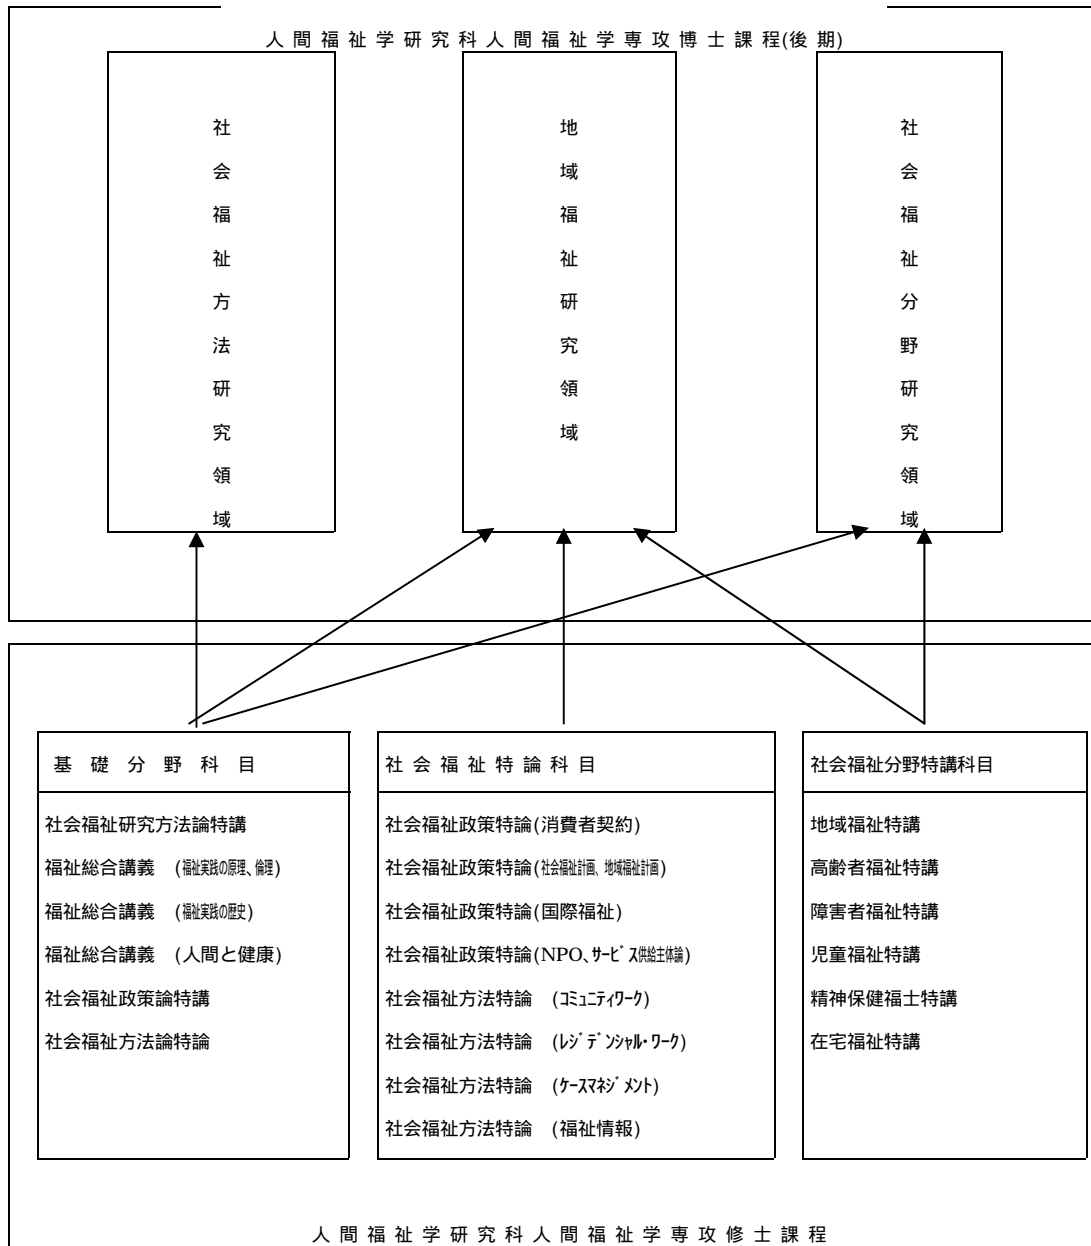 人間福祉学研究科人間福祉学専攻博士課程(後期)
社会福祉方法研究領域
地域福祉研究領域
社会福祉分野研究領域
基礎分野科目
社会福祉研究方法論特講
福祉総合講義 (福祉実践の原理、倫理)
福祉総合講義 (福祉実践の歴史)
福祉総合講義 (人間と健康)
社会福祉政策論特講
社会福祉方法論特論
社会福祉特論科目
社会福祉政策特論(消費者契約)
社会福祉政策特論(社会福祉計画、地域福祉計画)
社会福祉政策特論(国際福祉)
社会福祉政策特論(NPO、ｻｰﾋﾞｽ供給主体論)
社会福祉方法特論 (ｺﾐｭﾆﾃｨﾜｰｸ)
社会福祉方法特論 (ﾚｼﾞﾃﾞﾝｼｬﾙ･ﾜｰｸ)
社会福祉方法特論 (ｹｰｽﾏﾈｼﾞﾒﾝﾄ)
社会福祉方法特論 (福祉情報)
社会福祉分野特講科目
地域福祉特講
高齢者福祉特講
障害者福祉特講
児童福祉特講
精神保健福士特講
在宅福祉特講
人間福祉学研究科人間福祉学専攻修士課程